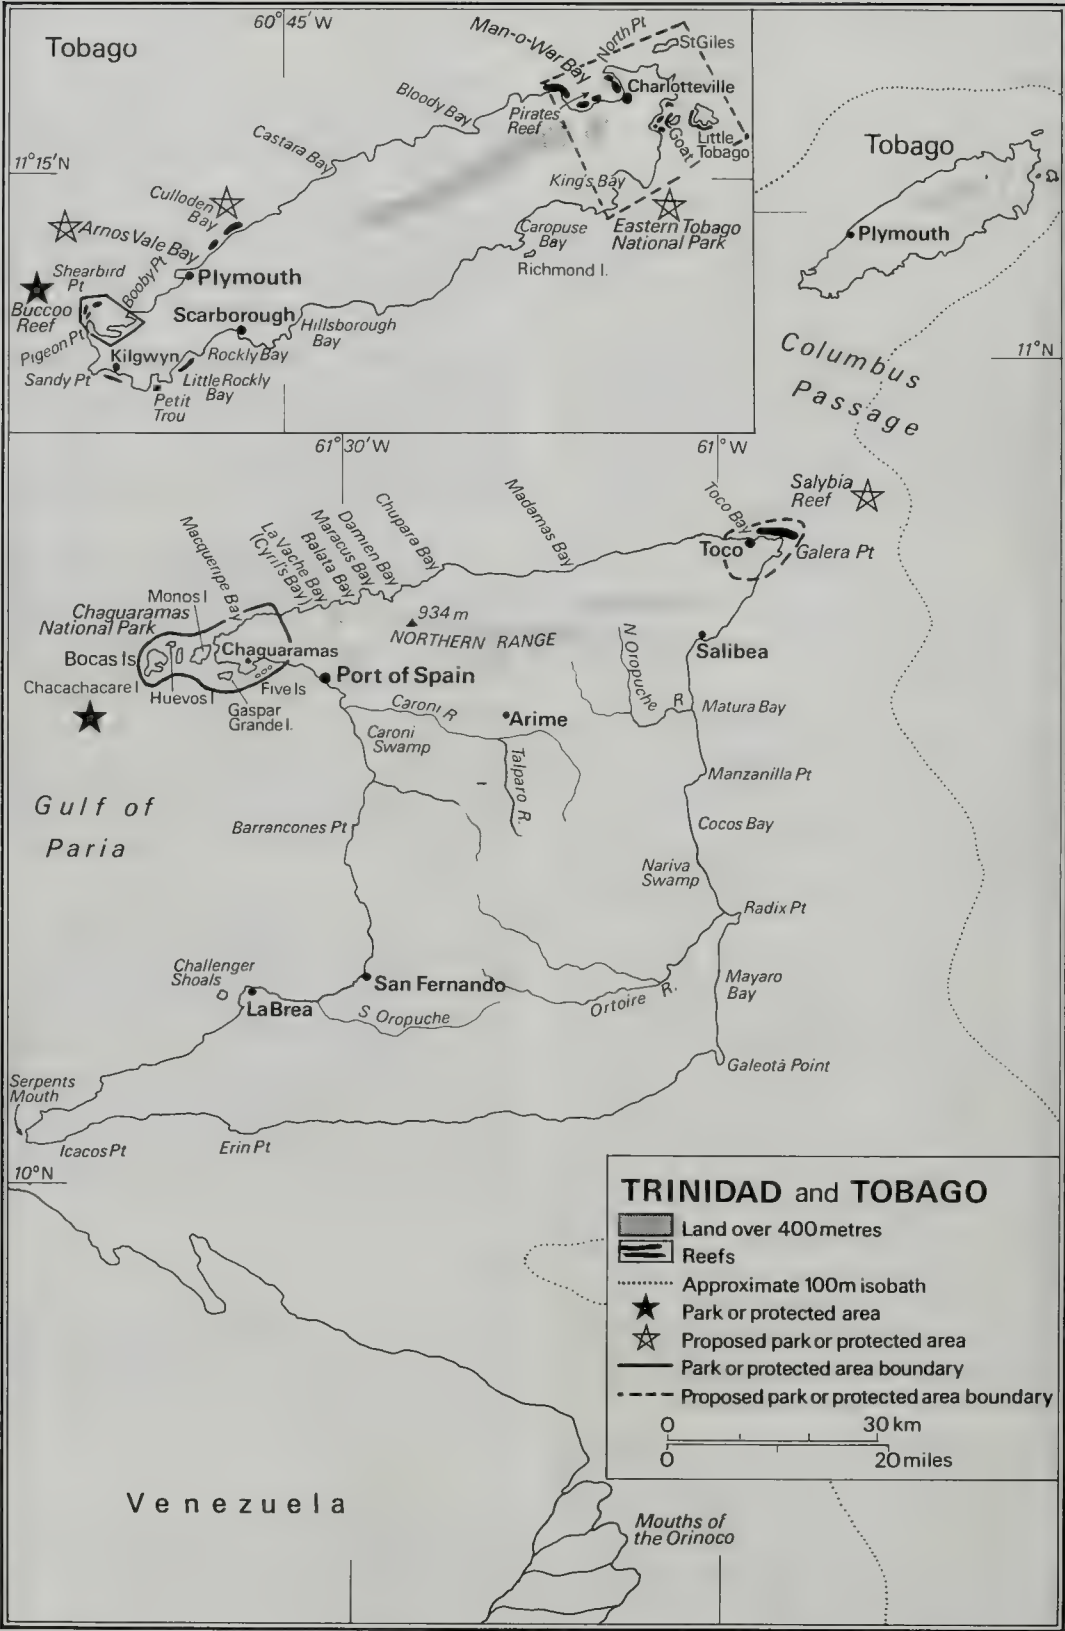 Tobago
60°45'W
Man-o-War Bay
North Pt
St Giles
Charlotteville
Bloody Bay
Pirates
Reef
Goat
Little
Tobago
Castara Bay
11°15'N
King's Bay
Culloden
Bay
Arnos Vale Bay
Caropuse
Bay
Eastern Tobago
National Park
Richmond I.
Shearbird
Pt
Booby Pt
Plymouth
Buccoo
Reef
Scarborough
Hillsborough
Bay
Pigeon Pt
Kilgwyn
Rockly Bay
Sandy Pt
Little Rockly
Bay
Petit
Trou
Tobago
Plymouth
11°N
Columbus
Passage
61°30'W
61°W
Salybia
Reef
Toco Bay
Toco
Galera Pt
Madamas Bay
Chupara Bay
Damien Bay
Maracus Bay
Balata Bay
La Vache Bay
(Cyril's Bay)
Macqueripe Bay
Monos I
Chaguaramas
National Park
934 m
NORTHERN RANGE
N Oropuche
R
Salibea
Bocas Is
Chaguaramas
Port of Spain
Chacachacare I
Huevos I
Five Is
Gaspar
Grande I.
Caroni R
Arime
Matura Bay
Caroni
Swamp
Talparo R.
Manzanilla Pt
Gulf of
Paria
Barrancones Pt
Cocos Bay
Nariva
Swamp
Radix Pt
Challenger
Shoals
San Fernando
Mayaro
Bay
La Brea
S Oropuche
Ortoire R.
Galeota Point
Serpents
Mouth
Icacos Pt
Erin Pt
10°N
TRINIDAD and TOBAGO
Land over 400 metres
Reefs
Approximate 100m isobath
Park or protected area
Proposed park or protected area
Park or protected area boundary
Proposed park or protected area boundary
0 30 km
0 20 miles
Venezuela
Mouths of
the Orinoco